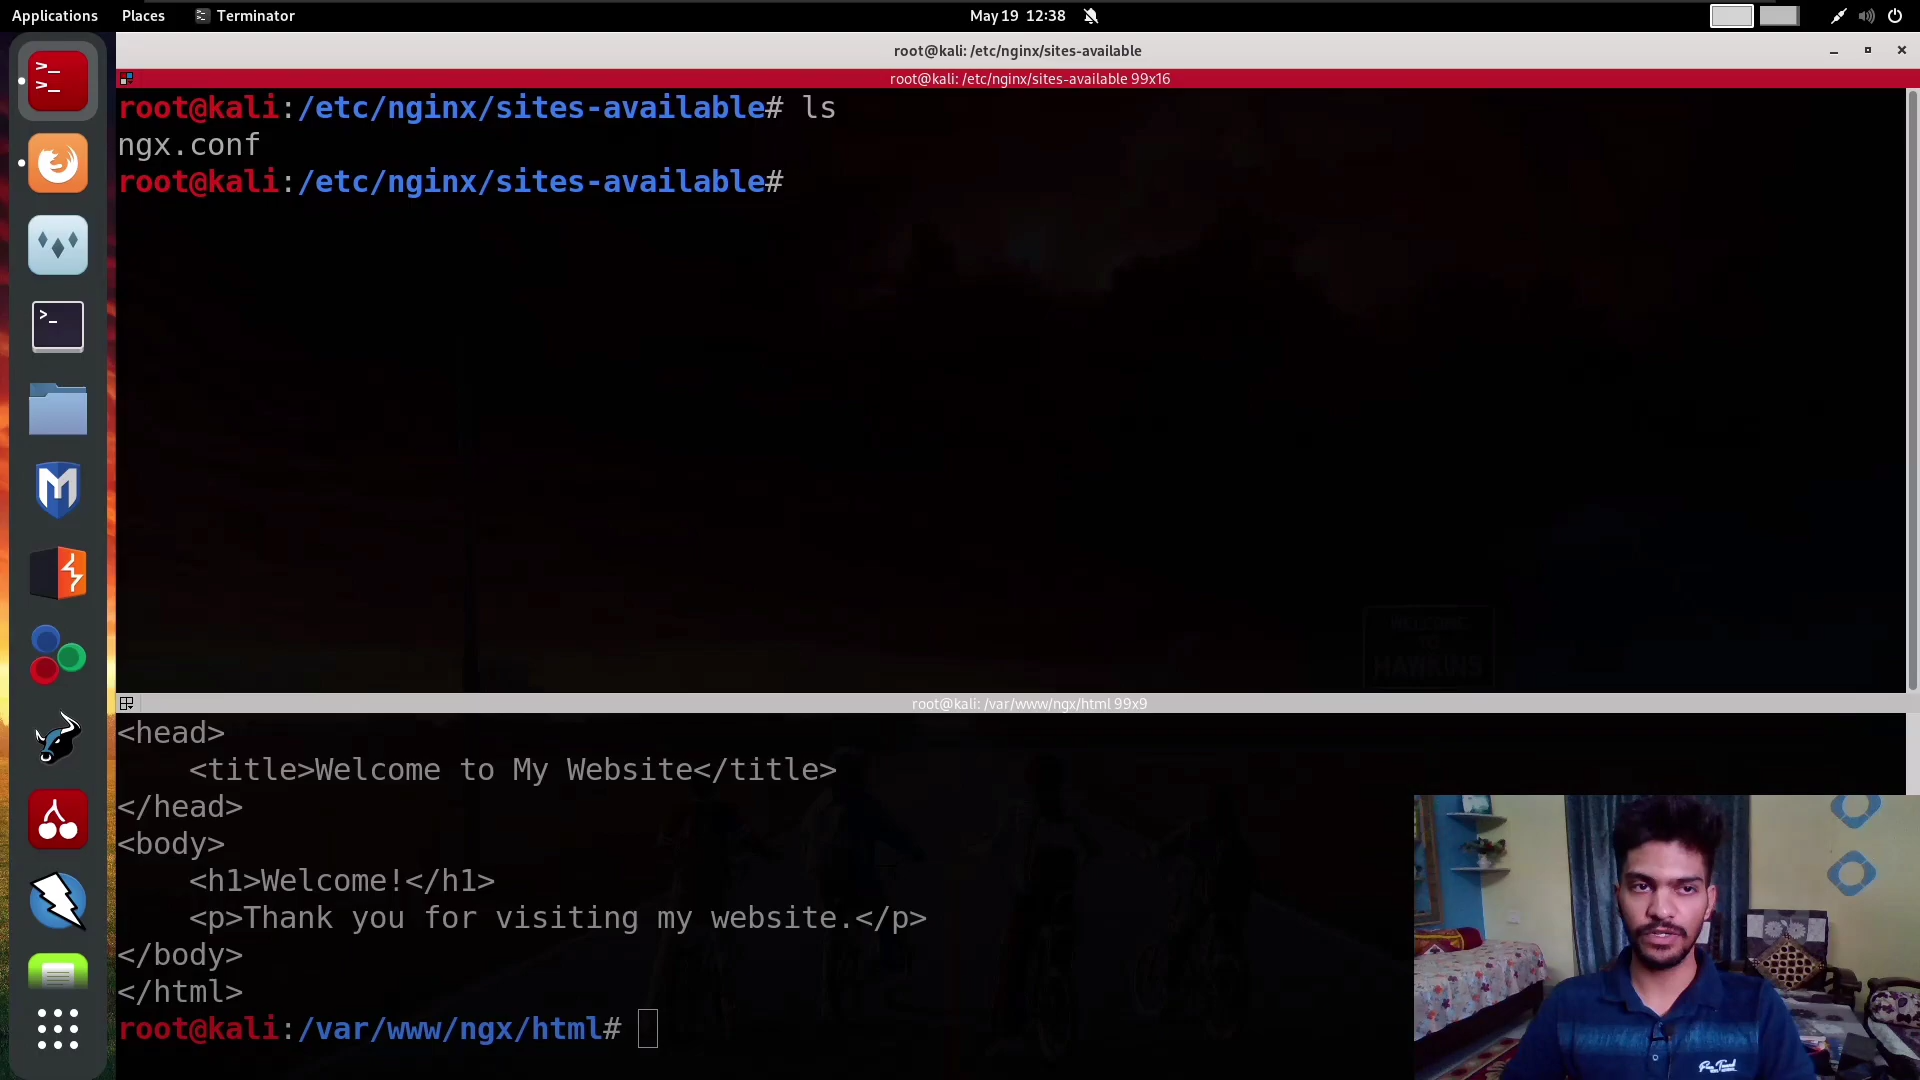 Applications Places Terminator May 19 12:38
root@kali: /etc/nginx/sites-available
root@kali: /etc/nginx/sites-available 99x16
root@kali:/etc/nginx/sites-available# ls
ngx.conf
root@kali:/etc/nginx/sites-available#
WELCOME
TO
HAWKINS
root@kali: /var/www/ngx/html 99x9
<head>
    <title>Welcome to My Website</title>
</head>
<body>
    <h1>Welcome!</h1>
    <p>Thank you for visiting my website.</p>
</body>
</html>
root@kali:/var/www/ngx/html#